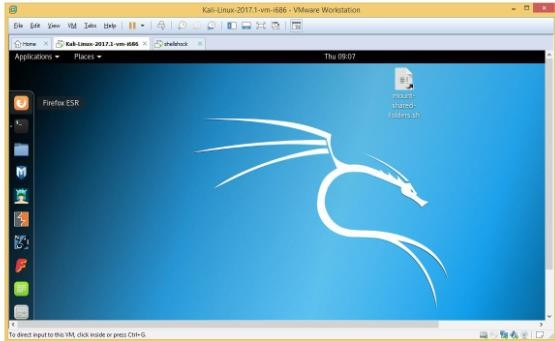 Kali-Linux-2017.1-vm-i686 - VMware Workstation
File Edit View VM Tabs Help
Home Kali-Linux-2017.1-vm-i686 shellshock
Applications Places Thu 09:07
mount-
shared-
folders.sh
Firefox ESR
To direct input to this VM, click inside or press Ctrl+G.